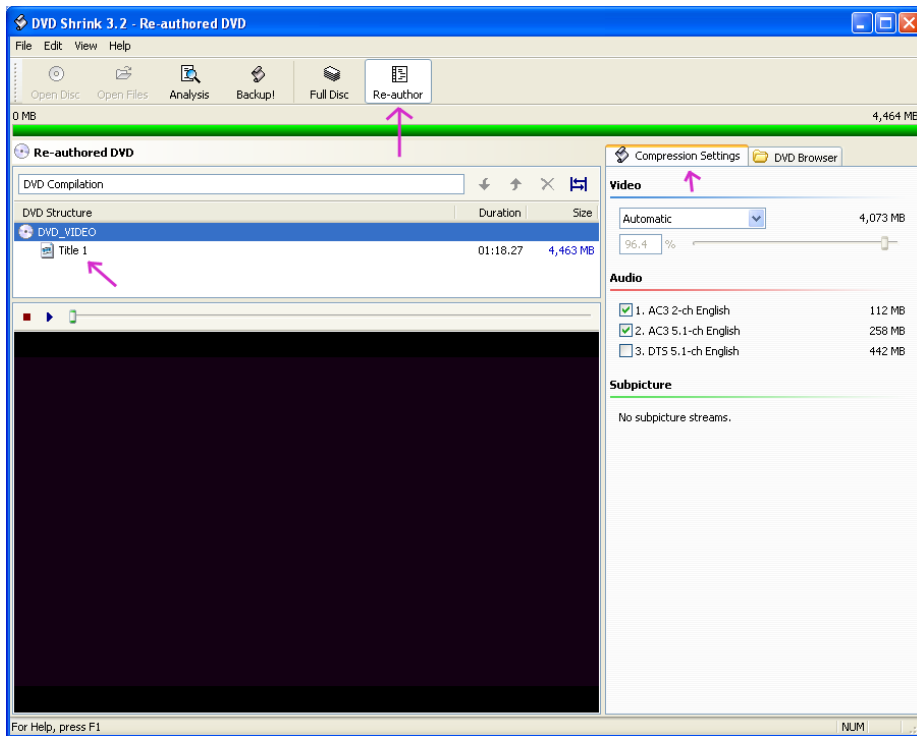 DVD Shrink 3.2 - Re-authored DVD
File Edit View Help
Open Disc Open Files Analysis Backup! Full Disc Re-author
0 MB 4,464 MB
Re-authored DVD
Compression Settings DVD Browser
DVD Compilation
Video
DVD Structure Duration Size
Automatic 4,073 MB
DVD_VIDEO
96.4 %
Title 1 01:18.27 4,463 MB
Audio
1. AC3 2-ch English 112 MB
2. AC3 5.1-ch English 258 MB
3. DTS 5.1-ch English 442 MB
Subpicture
No subpicture streams.
For Help, press F1 NUM